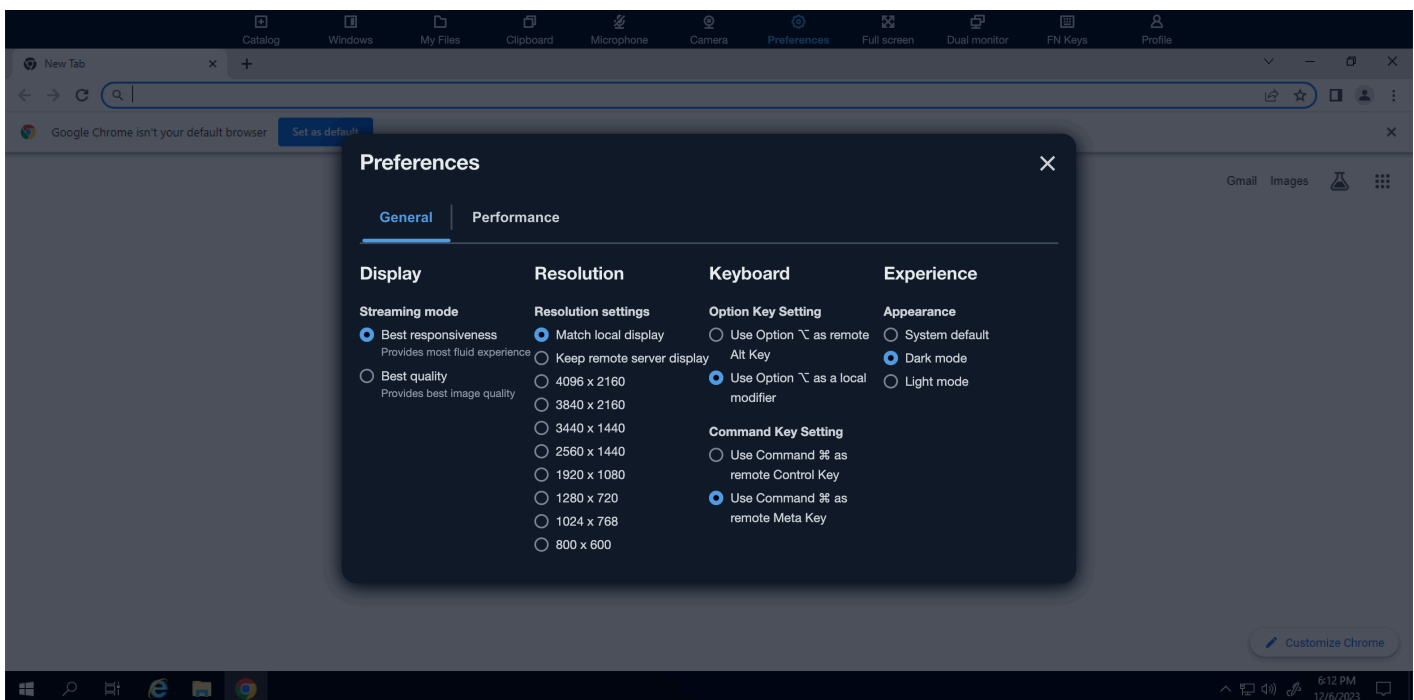 Catalog
Windows
My Files
Clipboard
Microphone
Camera
Preferences
Full screen
Dual monitor
FN Keys
Profile
New Tab
Google Chrome isn't your default browser
Set as default
Gmail
Images
Preferences
General
Performance
Display
Streaming mode
Best responsiveness
Provides most fluid experience
Best quality
Provides best image quality
Resolution
Resolution settings
Match local display
Keep remote server display
4096 x 2160
3840 x 2160
3440 x 1440
2560 x 1440
1920 x 1080
1280 x 720
1024 x 768
800 x 600
Keyboard
Option Key Setting
Use Option ⌥ as remote
Alt Key
Use Option ⌥ as a local
modifier
Command Key Setting
Use Command ⌘ as
remote Control Key
Use Command ⌘ as
remote Meta Key
Experience
Appearance
System default
Dark mode
Light mode
Customize Chrome
6:12 PM
12/6/2023